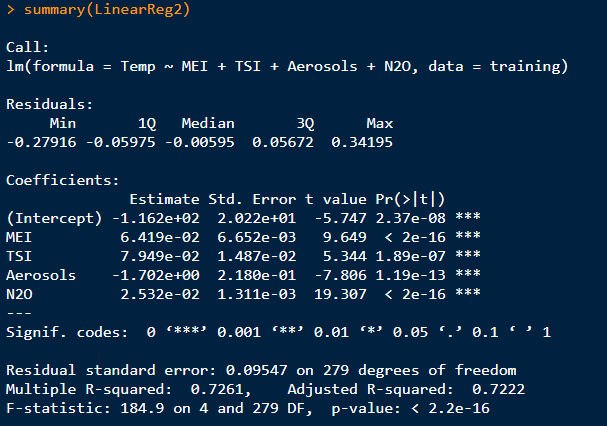 > summary(LinearReg2)

Call:
lm(formula = Temp ~ MEI + TSI + Aerosols + N2O, data = training)

Residuals:
     Min       1Q   Median       3Q      Max
-0.27916 -0.05975 -0.00595  0.05672  0.34195

Coefficients:
              Estimate Std. Error t value Pr(>|t|)
(Intercept) -1.162e+02  2.022e+01  -5.747 2.37e-08 ***
MEI          6.419e-02  6.652e-03   9.649  < 2e-16 ***
TSI          7.949e-02  1.487e-02   5.344 1.89e-07 ***
Aerosols    -1.702e+00  2.180e-01  -7.806 1.19e-13 ***
N2O          2.532e-02  1.311e-03  19.307  < 2e-16 ***
---
Signif. codes:  0 ‘***’ 0.001 ‘**’ 0.01 ‘*’ 0.05 ‘.’ 0.1 ‘ ’ 1

Residual standard error: 0.09547 on 279 degrees of freedom
Multiple R-squared:  0.7261,    Adjusted R-squared:  0.7222
F-statistic: 184.9 on 4 and 279 DF,  p-value: < 2.2e-16